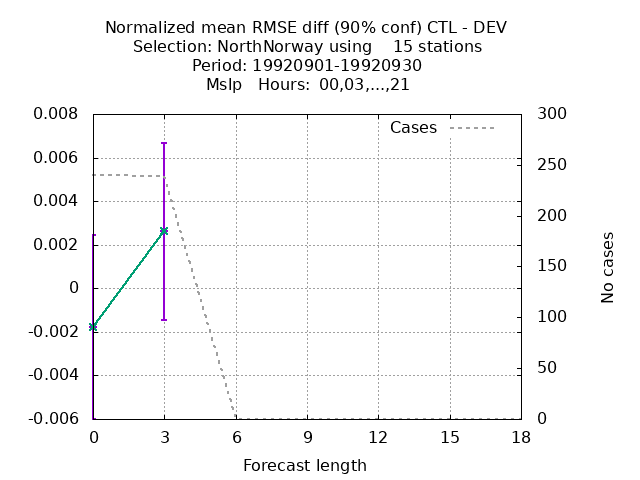 Normalized mean RMSE diff (90% conf) CTL - DEV
Selection: NorthNorway using    15 stations
Period: 19920901-19920930
Mslp   Hours:  00,03,...,21
Cases
0.008
0.006
0.004
0.002
0
-0.002
-0.004
-0.006
300
250
200
150
100
50
0
No cases
0 3 6 9 12 15 18
Forecast length